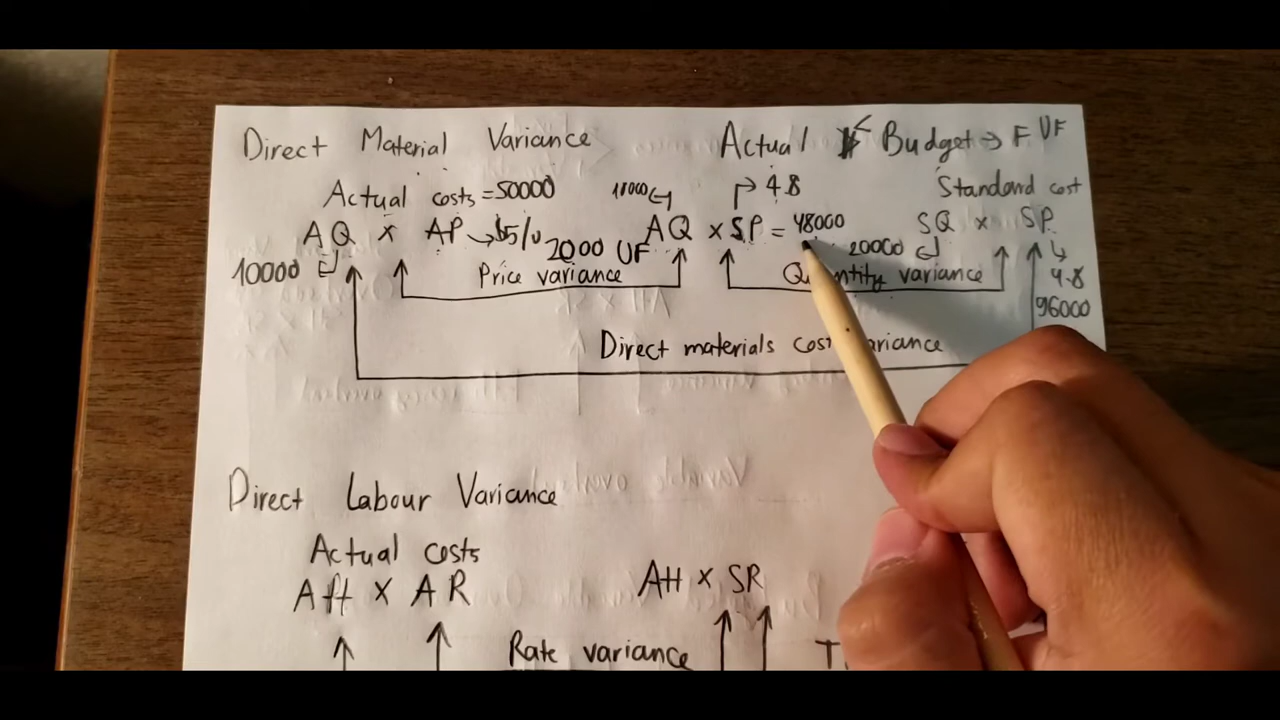 Direct Material Variance Actual Budget → F UF
Actual costs = 50000 10000 4.8 Standard cost
AQ × AP → AQ × SP = 48000 SQ × SP
10000 2000 UF 20000 4.8
Price variance Quantity variance
96000
Direct materials cost variance
Direct Labour Variance
Actual costs
AH × AR AH × SR
Rate variance